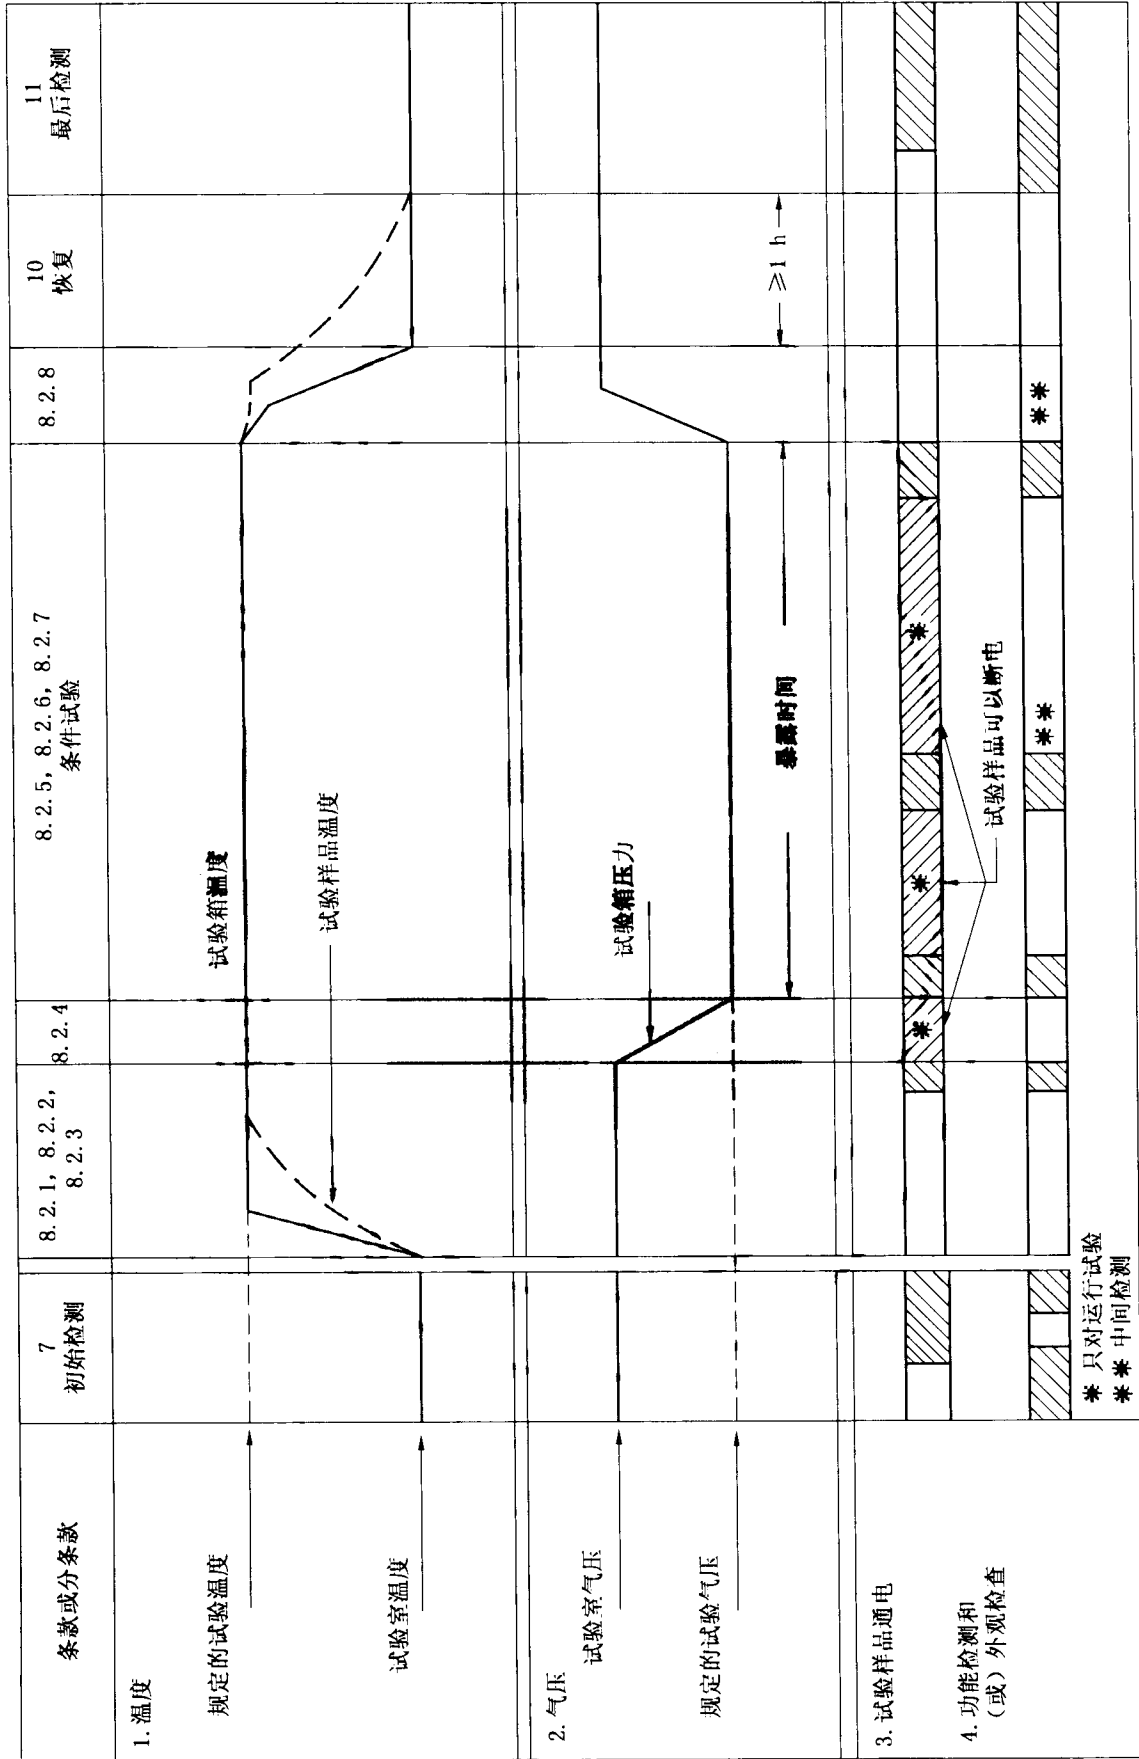 条款或分条款
7
初始检测
8.2.1, 8.2.2,
8.2.3
8.2.4
8.2.5, 8.2.6, 8.2.7
条件试验
8.2.8
10
恢复
11
最后检测
1. 温度
规定的试验温度
试验室温度
试验箱温度
试验样品温度
2. 气压
试验室气压
规定的试验气压
试验箱压力
暴露时间
≥1 h
3. 试验样品通电
*
*
*
试验样品可以断电
4. 功能检测和
（或）外观检查
**
**
* 只对运行试验
** 中间检测